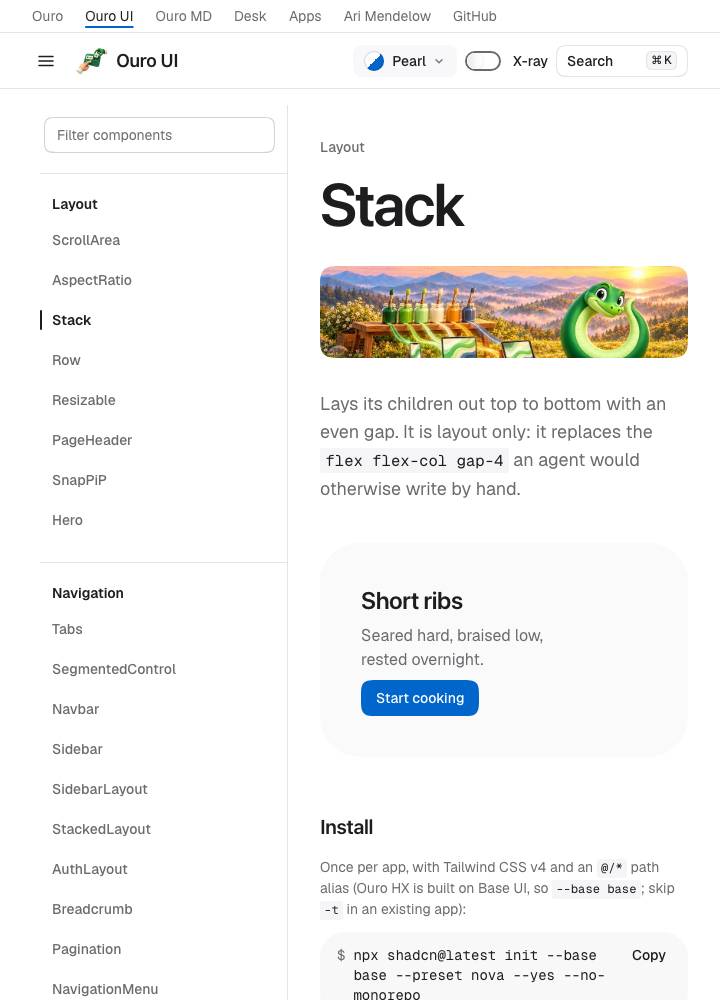 Ouro Ouro UI Ouro MD Desk Apps Ari Mendelow GitHub
Ouro UI Pearl X-ray Search ⌘ K
Filter components
Layout
ScrollArea
AspectRatio
Stack
Row
Resizable
PageHeader
SnapPiP
Hero
Navigation
Tabs
SegmentedControl
Navbar
Sidebar
SidebarLayout
StackedLayout
AuthLayout
Breadcrumb
Pagination
NavigationMenu
Layout
Stack
Lays its children out top to bottom with an
even gap. It is layout only: it replaces the
flex flex-col gap-4 an agent would
otherwise write by hand.
Short ribs
Seared hard, braised low,
rested overnight.
Start cooking
Install
Once per app, with Tailwind CSS v4 and an @/* path
alias (Ouro HX is built on Base UI, so --base base; skip
-t in an existing app):
$ npx shadcn@latest init --base Copy
base --preset nova --yes --no-
monorepo